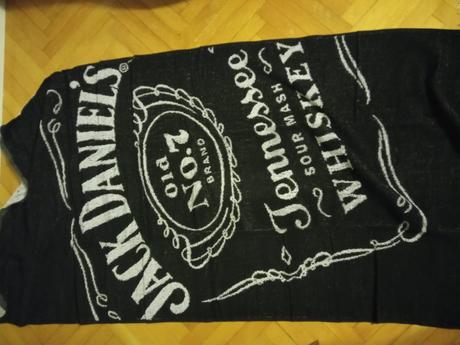 JACK DANIEL'S®
Old
NO.7
BRAND
Tennessee
SOUR MASH
WHISKEY